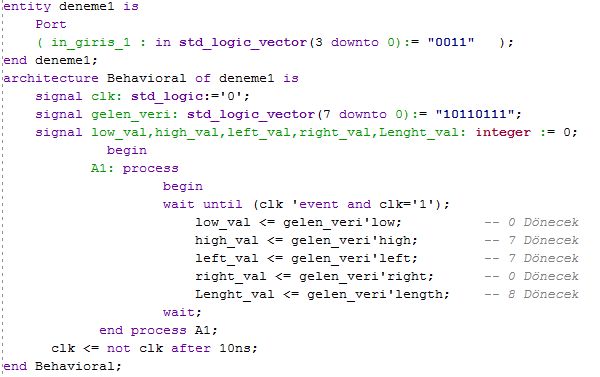 entity deneme1 is
Port
( in_giris_1 : in std_logic_vector(3 downto 0):= "0011"   );
end deneme1;
architecture Behavioral of deneme1 is
signal clk: std_logic:='0';
signal gelen_veri: std_logic_vector(7 downto 0):= "10110111";
signal low_val,high_val,left_val,right_val,Lenght_val: integer := 0;
begin
A1: process
begin
wait until (clk 'event and clk='1');
low_val <= gelen_veri'low; -- 0 Dönecek
high_val <= gelen_veri'high; -- 7 Dönecek
left_val <= gelen_veri'left; -- 7 Dönecek
right_val <= gelen_veri'right; -- 0 Dönecek
Lenght_val <= gelen_veri'length; -- 8 Dönecek
wait;
end process A1;
clk <= not clk after 10ns;
end Behavioral;